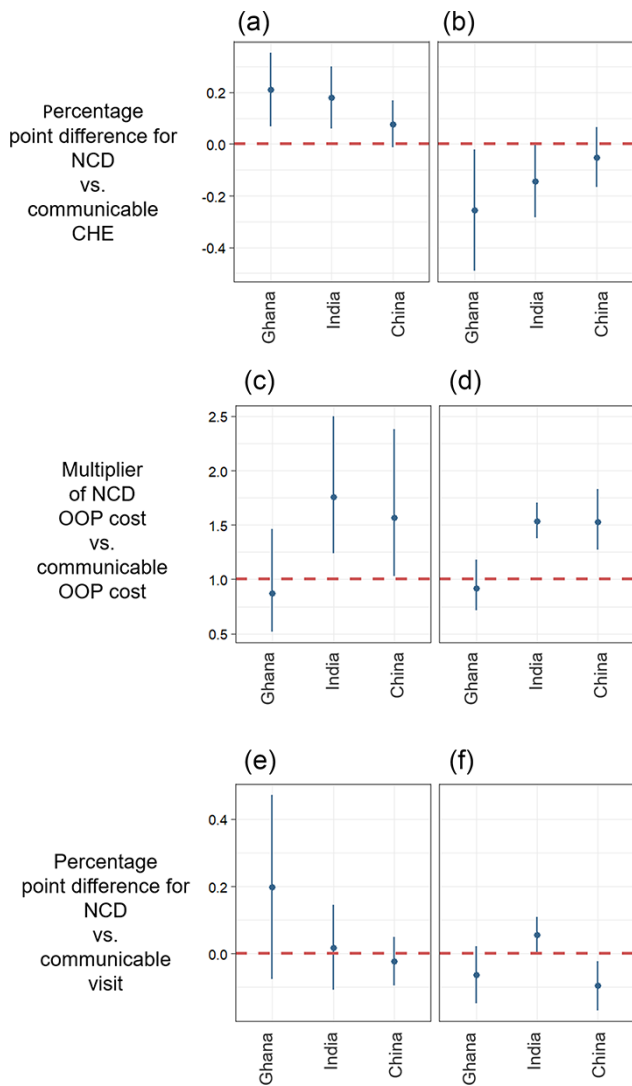 (a) (b)
Percentage
point difference for
NCD
vs.
communicable
CHE
0.2
0.0
-0.2
-0.4
Ghana India China Ghana India China
(c) (d)
Multiplier
of NCD
OOP cost
vs.
communicable
OOP cost
2.5
2.0
1.5
1.0
0.5
Ghana India China Ghana India China
(e) (f)
Percentage
point difference for
NCD
vs.
communicable
visit
0.4
0.2
0.0
Ghana India China Ghana India China